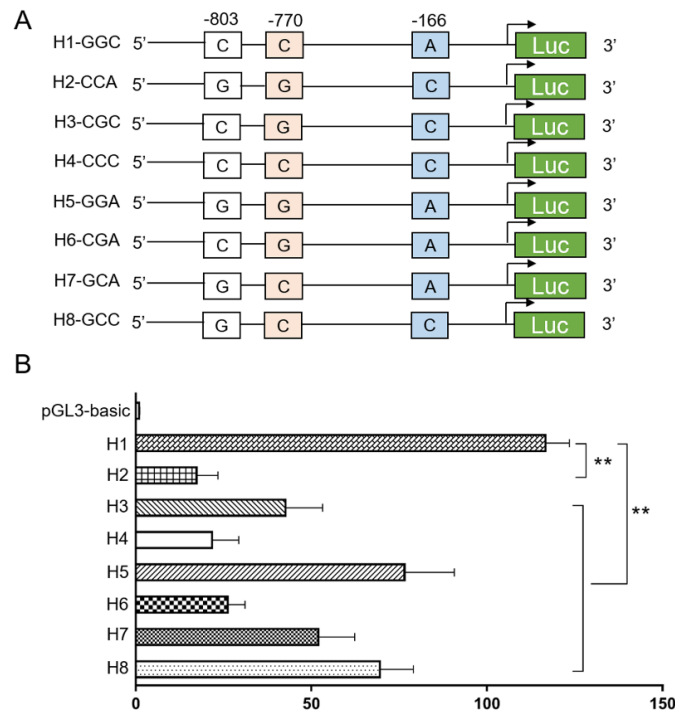 A
-803 -770 -166
H1-GGC 5’ C C A Luc 3’
H2-CCA 5’ G G C Luc 3’
H3-CGC 5’ C G C Luc 3’
H4-CCC 5’ C C C Luc 3’
H5-GGA 5’ G G A Luc 3’
H6-CGA 5’ C G A Luc 3’
H7-GCA 5’ G C A Luc 3’
H8-GCC 5’ G C C Luc 3’
B
pGL3-basic
H1
**
H2
H3
**
H4
H5
H6
H7
H8
0 50 100 150